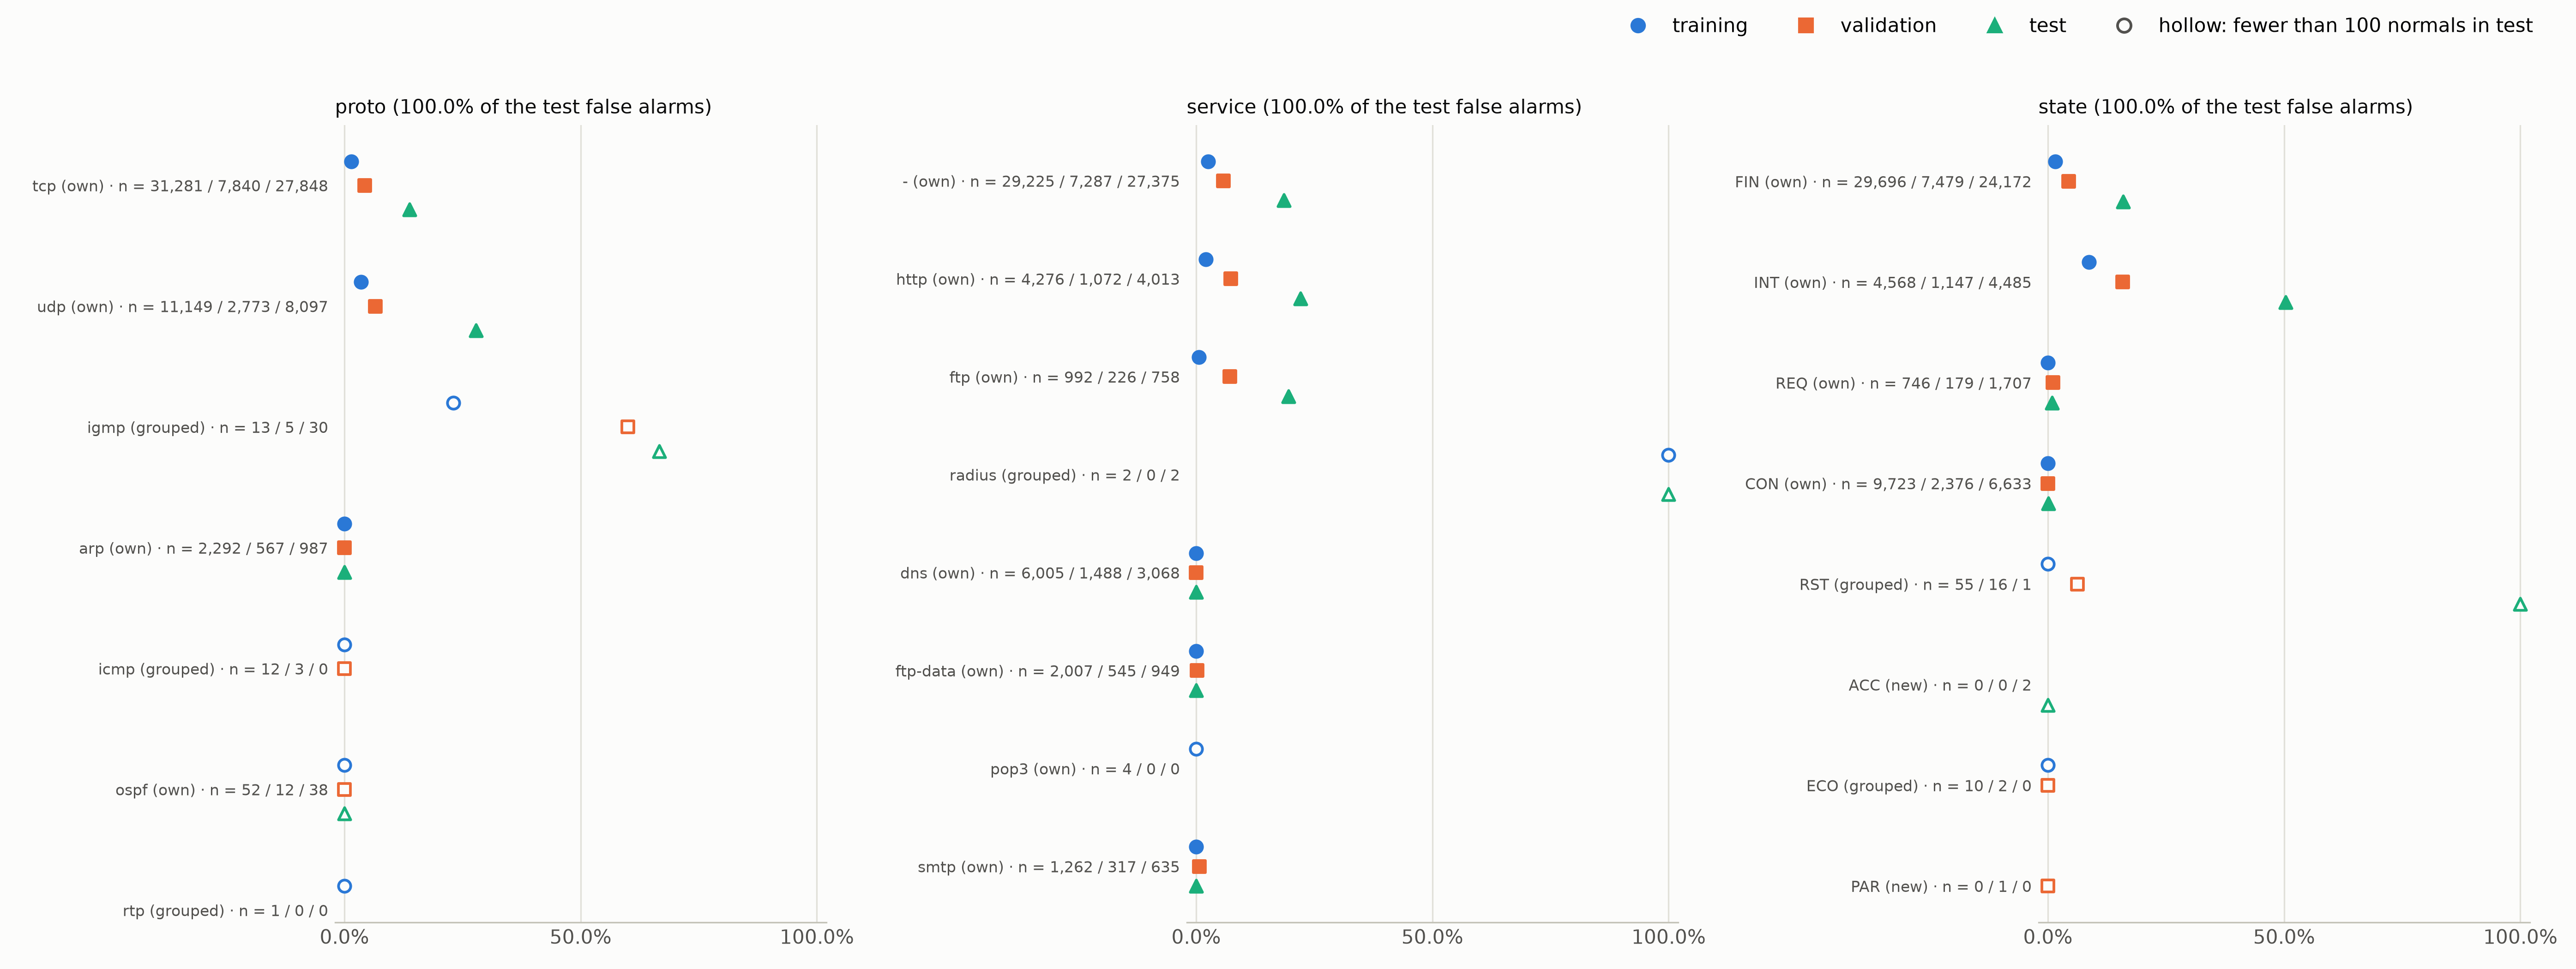 training
validation
test
hollow: fewer than 100 normals in test
proto (100.0% of the test false alarms)
tcp (own) · n = 31,281 / 7,840 / 27,848
udp (own) · n = 11,149 / 2,773 / 8,097
igmp (grouped) · n = 13 / 5 / 30
arp (own) · n = 2,292 / 567 / 987
icmp (grouped) · n = 12 / 3 / 0
ospf (own) · n = 52 / 12 / 38
rtp (grouped) · n = 1 / 0 / 0
0.0%
50.0%
100.0%
service (100.0% of the test false alarms)
- (own) · n = 29,225 / 7,287 / 27,375
http (own) · n = 4,276 / 1,072 / 4,013
ftp (own) · n = 992 / 226 / 758
radius (grouped) · n = 2 / 0 / 2
dns (own) · n = 6,005 / 1,488 / 3,068
ftp-data (own) · n = 2,007 / 545 / 949
pop3 (own) · n = 4 / 0 / 0
smtp (own) · n = 1,262 / 317 / 635
0.0%
50.0%
100.0%
state (100.0% of the test false alarms)
FIN (own) · n = 29,696 / 7,479 / 24,172
INT (own) · n = 4,568 / 1,147 / 4,485
REQ (own) · n = 746 / 179 / 1,707
CON (own) · n = 9,723 / 2,376 / 6,633
RST (grouped) · n = 55 / 16 / 1
ACC (new) · n = 0 / 0 / 2
ECO (grouped) · n = 10 / 2 / 0
PAR (new) · n = 0 / 1 / 0
0.0%
50.0%
100.0%